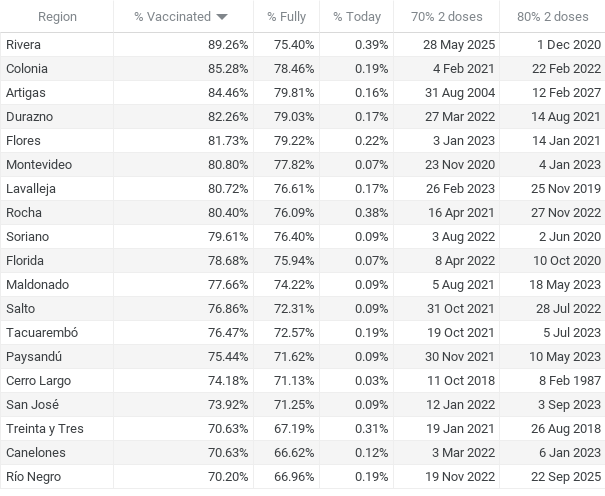 Region % Vaccinated % Fully % Today 70% 2 doses 80% 2 doses
Rivera 89.26% 75.40% 0.39% 28 May 2025 1 Dec 2020
Colonia 85.28% 78.46% 0.19% 4 Feb 2021 22 Feb 2022
Artigas 84.46% 79.81% 0.16% 31 Aug 2004 12 Feb 2027
Durazno 82.26% 79.03% 0.17% 27 Mar 2022 14 Aug 2021
Flores 81.73% 79.22% 0.22% 3 Jan 2023 14 Jan 2021
Montevideo 80.80% 77.82% 0.07% 23 Nov 2020 4 Jan 2023
Lavalleja 80.72% 76.61% 0.17% 26 Feb 2023 25 Nov 2019
Rocha 80.40% 76.09% 0.38% 16 Apr 2021 27 Nov 2022
Soriano 79.61% 76.40% 0.09% 3 Aug 2022 2 Jun 2020
Florida 78.68% 75.94% 0.07% 8 Apr 2022 10 Oct 2020
Maldonado 77.66% 74.22% 0.09% 5 Aug 2021 18 May 2023
Salto 76.86% 72.31% 0.09% 31 Oct 2021 28 Jul 2022
Tacuarembó 76.47% 72.57% 0.19% 19 Oct 2021 5 Jul 2023
Paysandú 75.44% 71.62% 0.09% 30 Nov 2021 10 May 2023
Cerro Largo 74.18% 71.13% 0.03% 11 Oct 2018 8 Feb 1987
San José 73.92% 71.25% 0.09% 12 Jan 2022 3 Sep 2023
Treinta y Tres 70.63% 67.19% 0.31% 19 Jan 2021 26 Aug 2018
Canelones 70.63% 66.62% 0.12% 3 Mar 2022 6 Jan 2023
Río Negro 70.20% 66.96% 0.19% 19 Nov 2022 22 Sep 2025